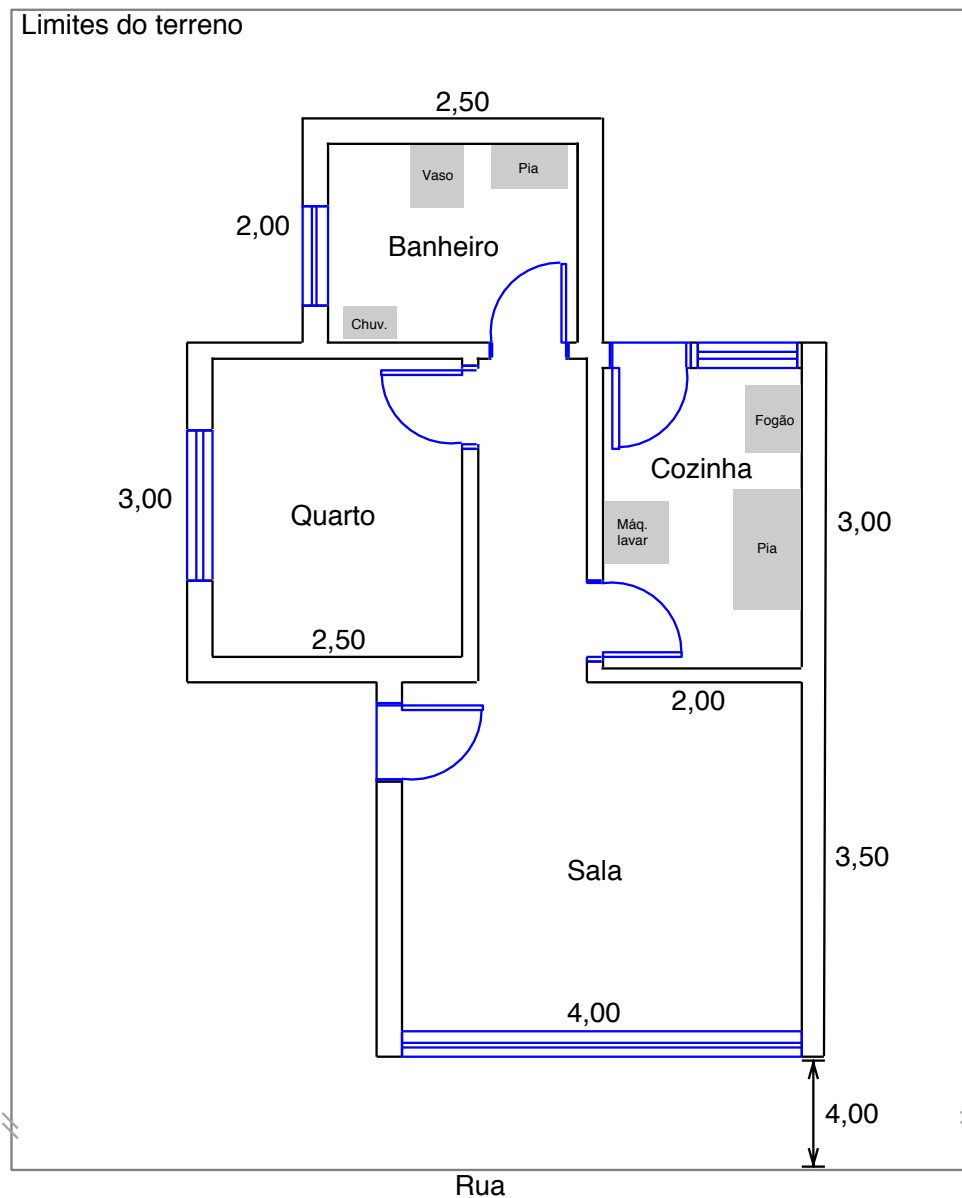 Limites do terreno
2,50
Vaso
Pia
2,00
Banheiro
Chuv.
Fogão
Cozinha
3,00
Quarto
Máq.
lavar
Pia
3,00
2,50
2,00
Sala
3,50
4,00
4,00
Rua